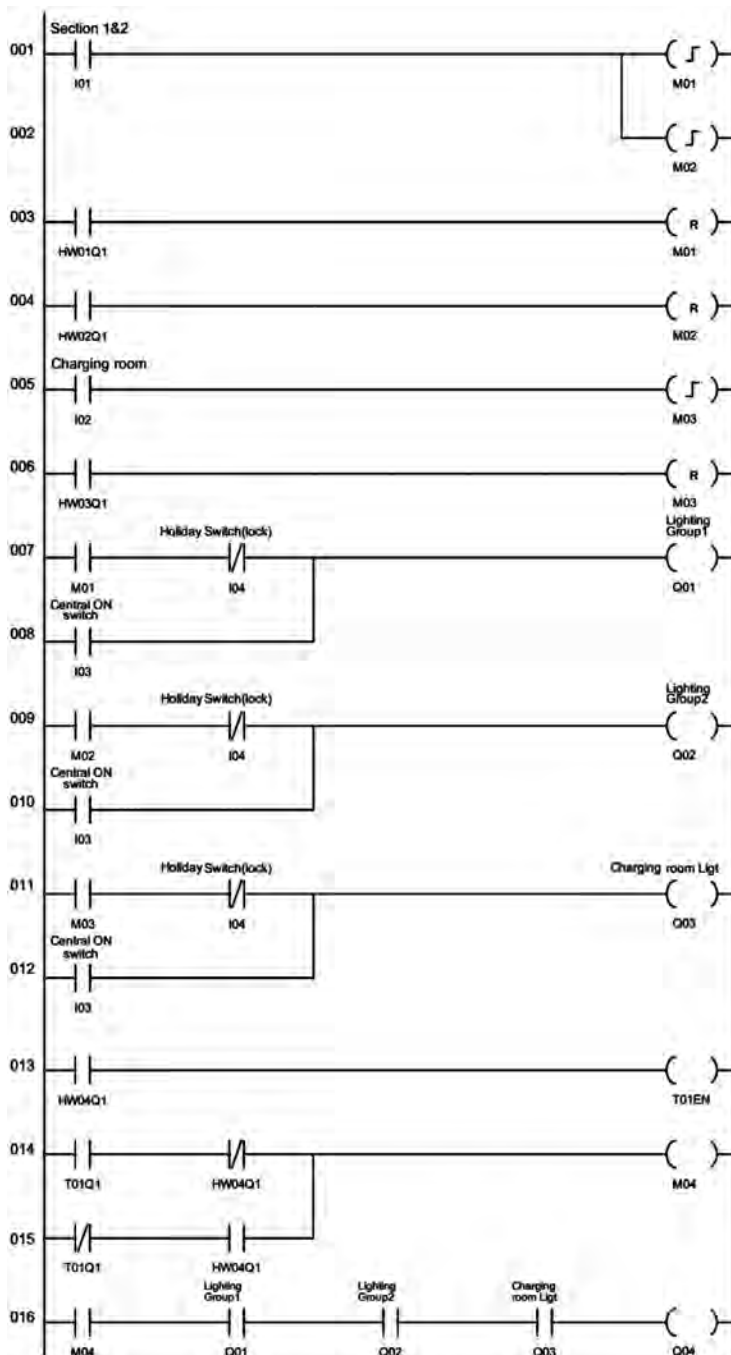 Section 1&2
001
I01
M01
002
M02
003
HW01Q1
R
M01
004
HW02Q1
R
M02
Charging room
005
I02
M03
006
HW03Q1
R
M03
Holiday Switch(lock)
Lighting
Group1
007
M01
I04
Q01
Central ON
switch
008
I03
Holiday Switch(lock)
Lighting
Group2
009
M02
I04
Q02
Central ON
switch
010
I03
Holiday Switch(lock)
Charging room Ligt
011
M03
I04
Q03
Central ON
switch
012
I03
013
HW04Q1
T01EN
014
T01Q1
HW04Q1
M04
015
T01Q1
HW04Q1
Lighting
Group1
Lighting
Group2
Charging
room Ligt
016
M04
Q01
Q02
Q03
Q04